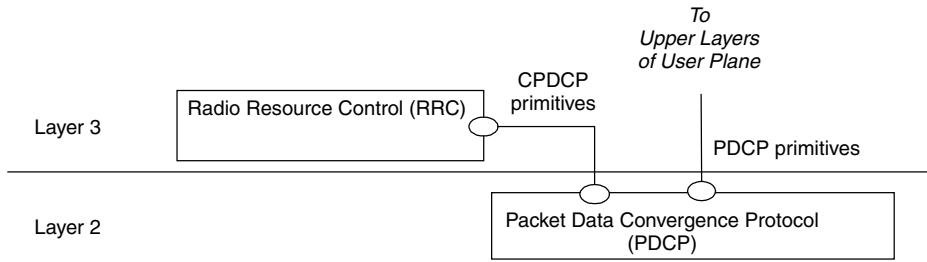 To
Upper Layers
of User Plane
CPDCP
primitives
Radio Resource Control (RRC)
Layer 3
PDCP primitives
Packet Data Convergence Protocol
(PDCP)
Layer 2